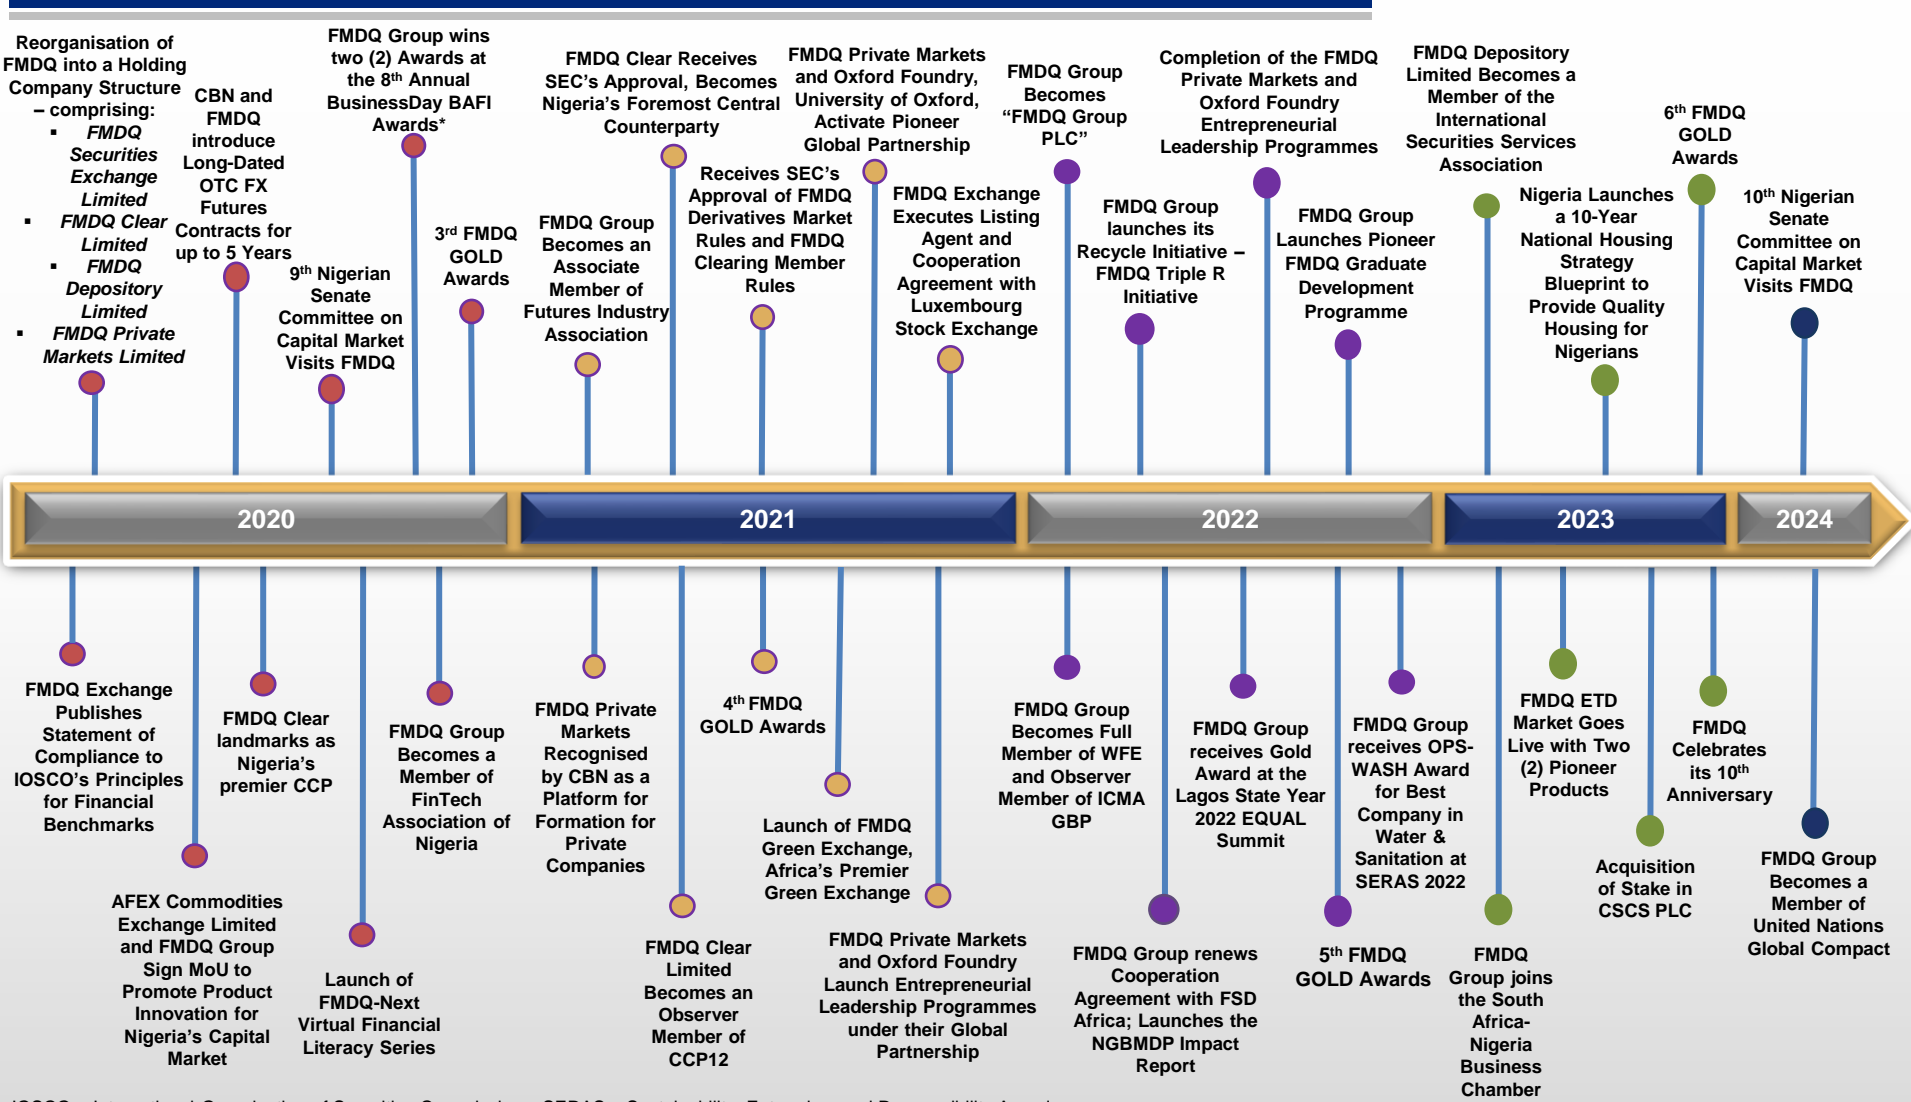 Reorganisation of
FMDQ into a Holding
Company Structure
– comprising:
▪ FMDQ
Securities
Exchange
Limited
▪ FMDQ Clear
Limited
▪ FMDQ
Depository
Limited
▪ FMDQ Private
Markets Limited
CBN and
FMDQ
introduce
Long-Dated
OTC FX
Futures
Contracts for
up to 5 Years
9th Nigerian
Senate
Committee on
Capital Market
Visits FMDQ
FMDQ Group wins
two (2) Awards at
the 8th Annual
BusinessDay BAFI
Awards*
3rd FMDQ
GOLD
Awards
FMDQ Group
Becomes an
Associate
Member of
Futures Industry
Association
FMDQ Clear Receives
SEC’s Approval, Becomes
Nigeria’s Foremost Central
Counterparty
Receives SEC’s
Approval of FMDQ
Derivatives Market
Rules and FMDQ
Clearing Member
Rules
FMDQ Private Markets
and Oxford Foundry,
University of Oxford,
Activate Pioneer
Global Partnership
FMDQ Exchange
Executes Listing
Agent and
Cooperation
Agreement with
Luxembourg
Stock Exchange
FMDQ Group
Becomes
“FMDQ Group
PLC”
FMDQ Group
launches its
Recycle Initiative –
FMDQ Triple R
Initiative
Completion of the FMDQ
Private Markets and
Oxford Foundry
Entrepreneurial
Leadership Programmes
FMDQ Group
Launches Pioneer
FMDQ Graduate
Development
Programme
FMDQ Depository
Limited Becomes a
Member of the
International
Securities Services
Association
Nigeria Launches
a 10-Year
National Housing
Strategy
Blueprint to
Provide Quality
Housing for
Nigerians
6th FMDQ
GOLD
Awards
10th Nigerian
Senate
Committee on
Capital Market
Visits FMDQ
2020
2021
2022
2023
2024
FMDQ Exchange
Publishes
Statement of
Compliance to
IOSCO’s Principles
for Financial
Benchmarks
AFEX Commodities
Exchange Limited
and FMDQ Group
Sign MoU to
Promote Product
Innovation for
Nigeria’s Capital
Market
FMDQ Clear
landmarks as
Nigeria’s
premier CCP
Launch of
FMDQ-Next
Virtual Financial
Literacy Series
FMDQ Group
Becomes a
Member of
FinTech
Association of
Nigeria
FMDQ Private
Markets
Recognised
by CBN as a
Platform for
Formation for
Private
Companies
FMDQ Clear
Limited
Becomes an
Observer
Member of
CCP12
4th FMDQ
GOLD Awards
Launch of FMDQ
Green Exchange,
Africa’s Premier
Green Exchange
FMDQ Private Markets
and Oxford Foundry
Launch Entrepreneurial
Leadership Programmes
under their Global
Partnership
FMDQ Group
Becomes Full
Member of WFE
and Observer
Member of ICMA
GBP
FMDQ Group renews
Cooperation
Agreement with FSD
Africa; Launches the
NGBMDP Impact
Report
FMDQ Group
receives Gold
Award at the
Lagos State Year
2022 EQUAL
Summit
5th FMDQ
GOLD Awards
FMDQ Group
receives OPS-
WASH Award
for Best
Company in
Water &
Sanitation at
SERAS 2022
FMDQ
Group joins
the South
Africa-
Nigeria
Business
Chamber
FMDQ ETD
Market Goes
Live with Two
(2) Pioneer
Products
Acquisition
of Stake in
CSCS PLC
FMDQ
Celebrates
its 10th
Anniversary
FMDQ Group
Becomes a
Member of
United Nations
Global Compact